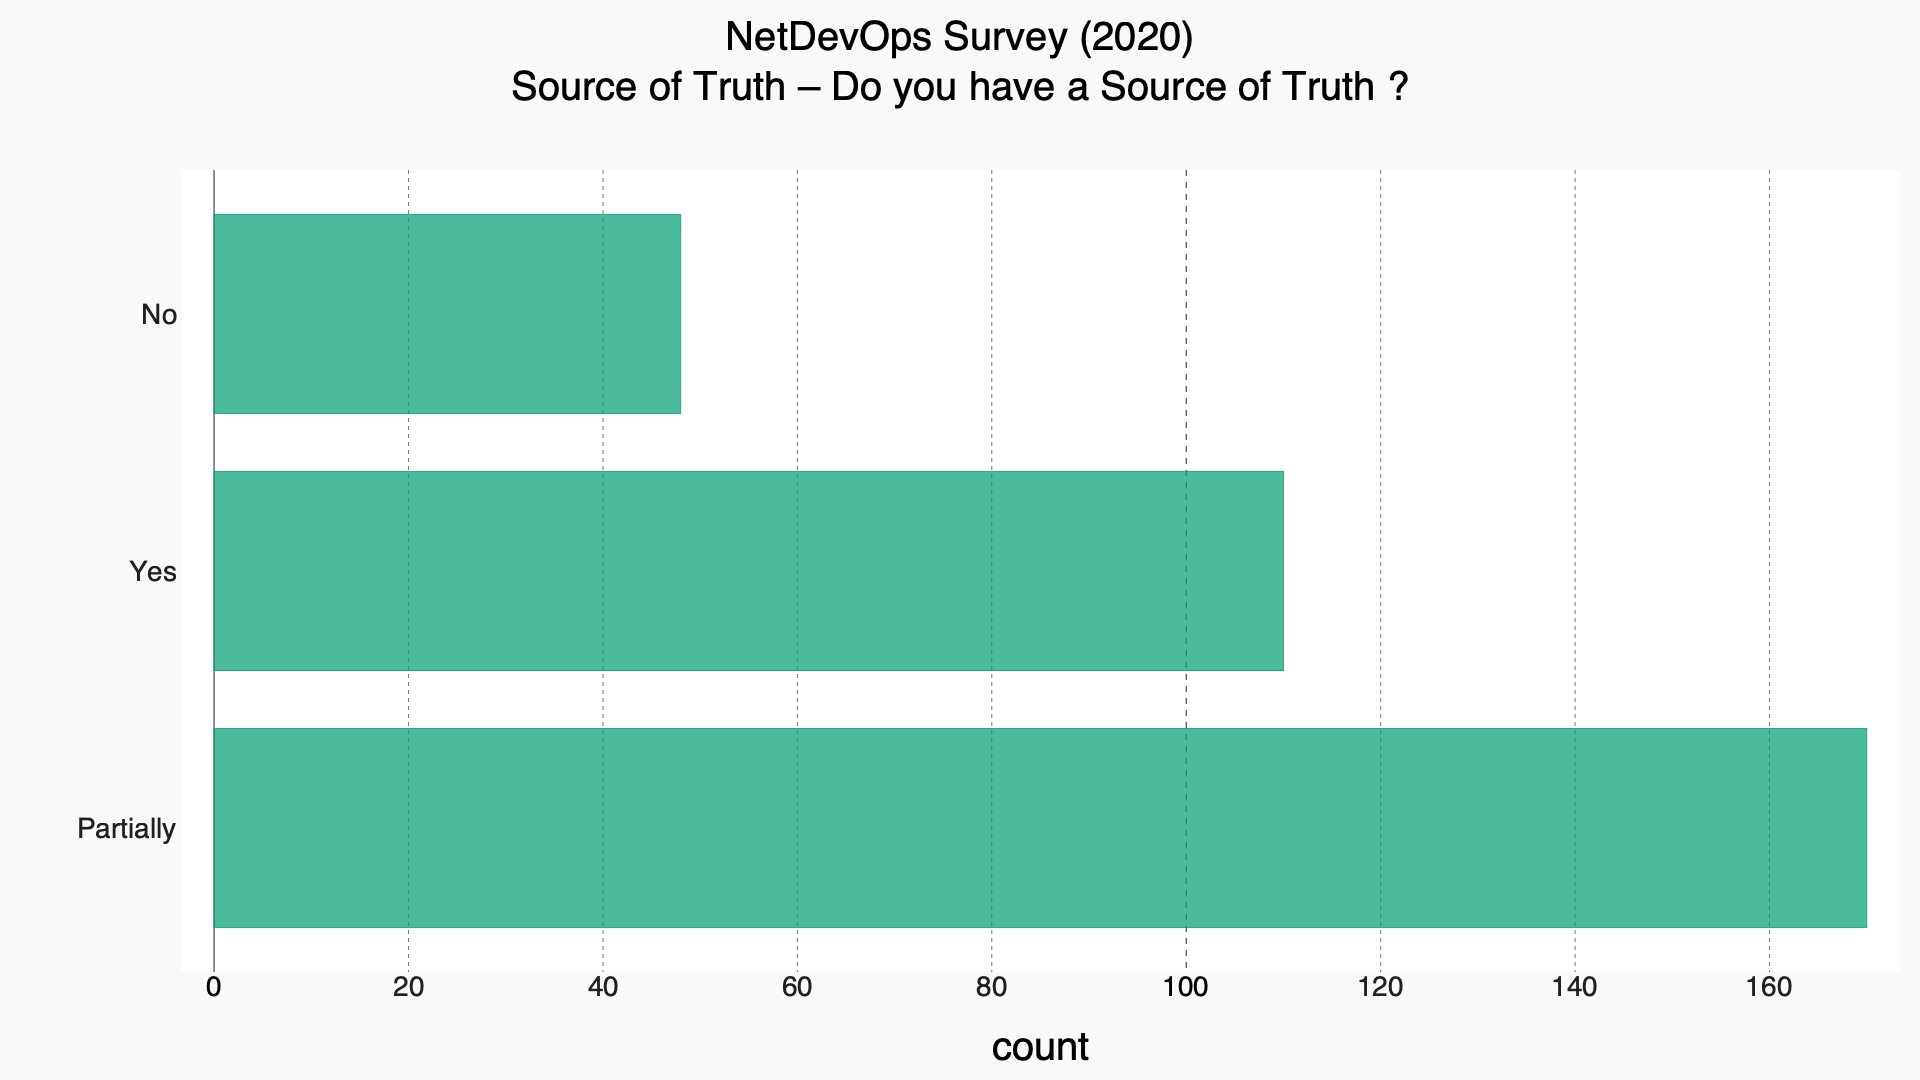 NetDevOps Survey (2020)
Source of Truth – Do you have a Source of Truth ?
No
Yes
Partially
0 20 40 60 80 100 120 140 160
count